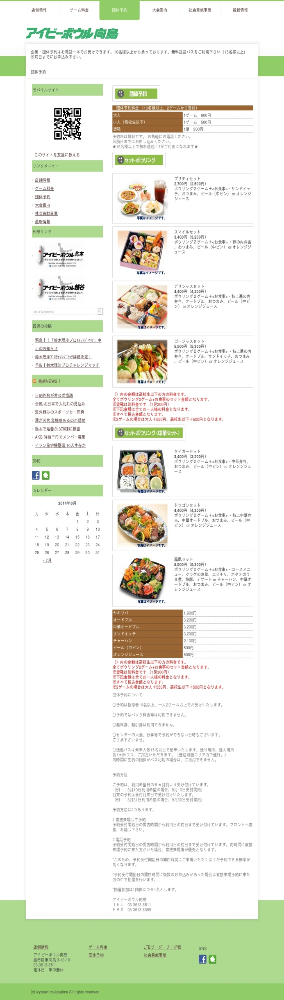 店舗情報
ゲーム料金
団体予約
大会案内
社会貢献事業
最新情報
アイビーボウル向島
企業・団体予約はお電話一本でお受けできます。10名様以上から承っております。無料送迎バスをご利用下さい（15名様以上）
※前日までにお申込み下さい。
団体予約
モバイルサイト
このサイトを友達に教える
リンクメニュー
店舗情報
ゲーム料金
団体予約
大会案内
社会貢献事業
最新情報
外部リンク
アイビーボウル北本
ボウリングの楽しさを全てのお客様へ伝えたい!!
アイビーボウル越谷
ボウリングの楽しさを全てのお客様へ伝えたい!!
enter keywords
最近の投稿
緊急！！「鈴木理沙プロﾁｬﾚﾝｼﾞﾏｯﾁ」中
止のお知らせ
鈴木理沙ﾌﾟﾛﾁｬﾚﾝｼﾞﾏｯﾁ詳細決定！
予告！鈴木理沙プロチャレンジマッチ
最新NEWS！
日朝外相が非公式協議
台風 北日本で大荒れの見込み
海外頼みのスポーツカー開発
澤が苦言 危機感あるのか疑問
栃木で竜巻か 378棟に被害
AKB 時給千円でメンバー募集
イラン旅客機墜落 10人生存か
SNS
カレンダー
2014年8月
月 火 水 木 金 土 日
1 2 3
4 5 6 7 8 9 10
11 12 13 14 15 16 17
18 19 20 21 22 23 24
25 26 27 28 29 30 31
« 7月
団体予約
団体予約料金 （10名様以上、2ゲームから受付）
大人 1ゲーム 600円
小人（高校生以下） 1ゲーム 500円
貸靴 1足 300円
予約料は無料です。 お気軽にお電話ください。
※前日までにお申し込みください。
★15名様以上で無料送迎ﾊﾞｽがご利用になれます★
セットボウリング
プリティセット
2,700円（2,500円）
ボウリング２ゲーム＋<お食事>・サンドイッ
チ、おつまみ、ビール（中ビン） or オレンジ
ジュース
写真はイメージです。
スマイルセット
3,400円（3,200円）
ボウリング２ゲーム＋<お食事> ・幕の内弁当
、おつまみ、ビール（中ビン） or オレンジジ
ュース
写真はイメージです。
デリシャスセット
4,400円（4,200円）
ボウリング２ゲーム＋<お食事>・特上幕の内
弁当、オードブル、おつまみ、ビール（中ビ
ン） or オレンジジュース
写真はイメージです。
ゴージャスセット
5,500円（5,300円）
ボウリング２ゲーム＋<お食事> ・特上幕の内
弁当、オードブル、サンドイッチ、おつまみ
、ビール（中ビン） or オレンジジュース
写真はイメージです。
（）内の金額は高校生以下の方の料金です。
全てボウリング2ゲーム+お食事のセット金額となります。
※貸靴は別料金です （1足300円）
※下記金額は全てお一人様の料金となります。
※すべて税込金額となります。
※3ゲームの場合は大人＋550円、高校生以下＋500円となります。
セットボウリング（中華セット）
タイガーセット
3,400円（3,200円）
ボウリング２ゲーム＋<お食事>・中華弁当、
おつまみ、ビール（中ビン） or オレンジジュ
ース
写真はイメージです。
ドラゴンセット
4,400円（4,200円）
ボウリング２ゲーム＋<お食事> ・特上中華弁
当、中華オードブル、おつまみ、ビール（中
ビン） or オレンジジュース
写真はイメージです。
鳳凰セット
5,500円（5,300円）
ボウリング２ゲーム＋<お食事>・コースメニ
ュー、クラゲの冷菜、エビチリ、ホタテのう
ま煮、酢豚、デザート or チャーハン、中華オ
ードブル、おつまみ、ビール（中ビン） or オ
レンジジュース
写真はイメージです。
ヤキソバ 1,900円
オードブル 3,200円
中華オードブル 3,200円
サンドイッチ 3,200円
チャーハン 2,100円
ビール（中ビン） 500円
オレンジジュース 500円
（）内の金額は高校生以下の方の料金です。
全てボウリング2ゲーム+お食事のセット金額となります。
※貸靴は別料金です （1足300円）
※下記金額は全てお一人様の料金となります。
※すべて税込金額となります。
※3ゲームの場合は大人＋550円、高校生以下＋500円となります。
団体予約について
〇予約は投球者10名以上、一人2ゲーム以上でお受けいたします。
〇予約ではパック料金等は利用できません。
〇無料券、割引券は利用できません。
〇センターの大会、行事等で予約ができない日時もございます。
ご了承下さいませ。
〇送迎バスは乗車人数15名以上で配車いたします。送り場所、迎え場所
各1ヶ所づつ、ご指定いただきます。（送迎可能エリア内で運行。）
同時間に先約の団体がバス利用の場合は、ご利用できません。
予約方法
ご予約は、利用希望日の６ヵ月前より受け付けています。
（例： 3月10日利用希望の場合、9月10日受付開始）
月末の予約は受付月末日で受け付けいたします。
（例： 3月31日利用希望の場合、9月30日受付開始）
予約方法は2つあります。
1.直接来場して予約
予約受付開始日の開店時間から利用日の前日まで受け付けています。フロントへ直
接、お越し下さい。
2.電話予約
予約受付開始日の開店時間から利用日の前日まで受け付けています。同時間に直接
来場予約に来た方がいた場合、直接来場者が優先となります。
*このため、予約受付開始日の開店時間にご来場いただくほうが予約できる確率が
高くなります。
*予約受付開始日の開店時間に複数のお申込みがあった場合は直接来場予約に来た
方の中で抽選を行います。
*抽選参加は1団体につき1名とします。
アイビーボウル向島
ＴＥＬ 03-3613-8511
ＦＡＸ 03-3613-8355
店舗情報
アイビーボウル向島
墨田区東向島 3-13-10
03-3613-8511
定休日 年中無休
ゲーム料金
団体予約
LTBリーグ・リーグ戦
社会貢献事業
SNS
(c) ivybowl mukoujima All rights reserved